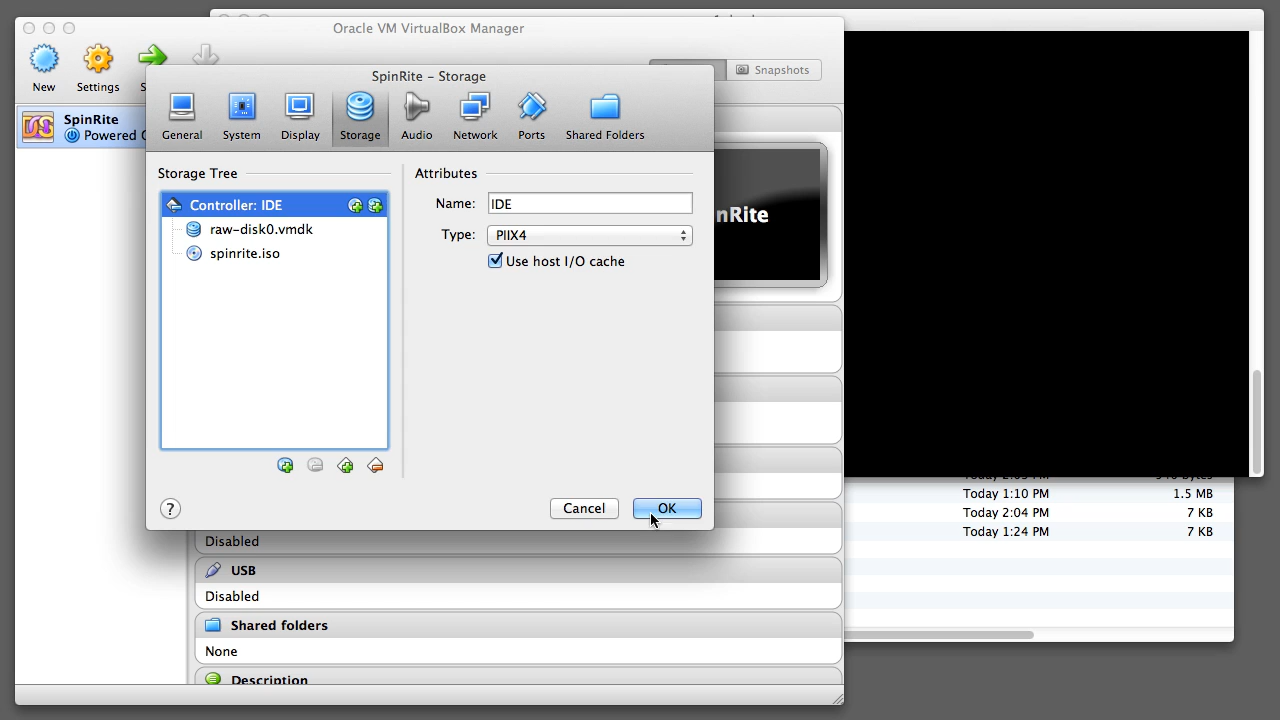 Oracle VM VirtualBox Manager
New
Settings
Snapshots
SpinRite
Powered
SpinRite – Storage
General
System
Display
Storage
Audio
Network
Ports
Shared Folders
Storage Tree
Controller: IDE
raw-disk0.vmdk
spinrite.iso
Attributes
Name: IDE
Type: PIIX4
Use host I/O cache
?
Cancel
OK
nRite
Today 1:10 PM 1.5 MB
Today 2:04 PM 7 KB
Today 1:24 PM 7 KB
Disabled
USB
Disabled
Shared folders
None
Description